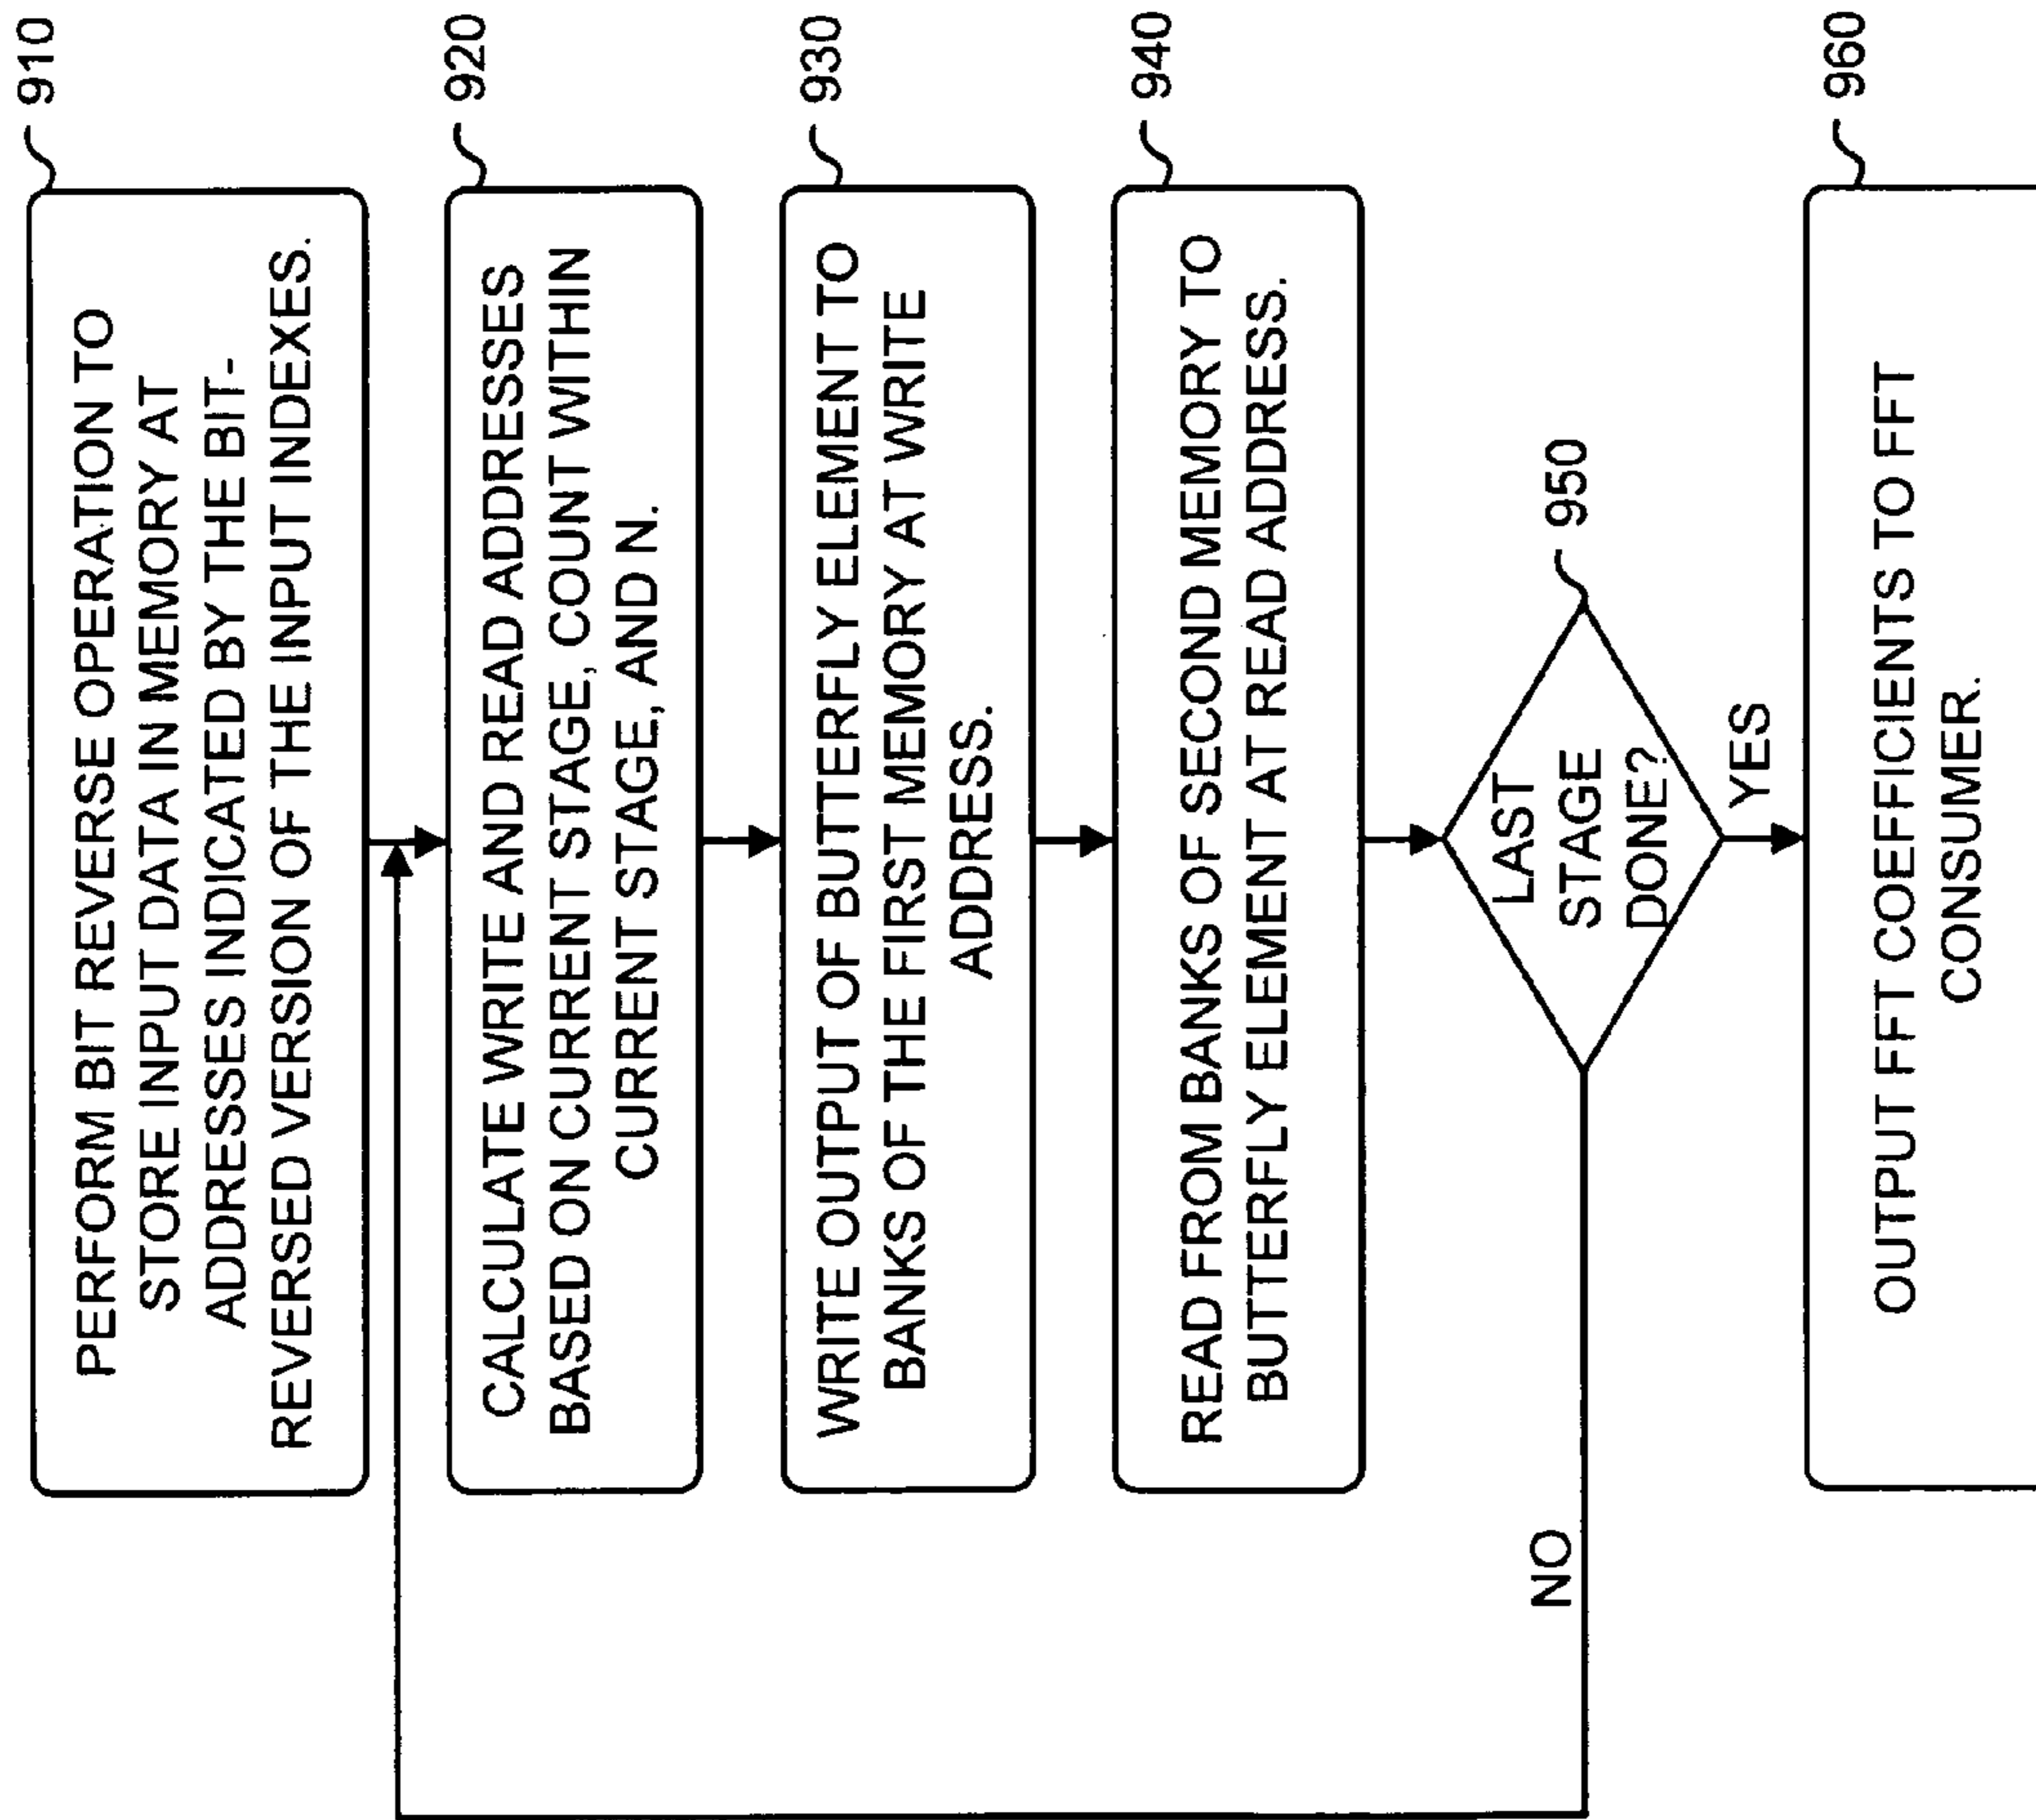 910
PERFORM BIT REVERSE OPERATION TO
STORE INPUT DATA IN MEMORY AT
ADDRESSES INDICATED BY THE BIT-
REVERSED VERSION OF THE INPUT INDEXES.
920
CALCULATE WRITE AND READ ADDRESSES
BASED ON CURRENT STAGE, COUNT WITHIN
CURRENT STAGE, AND N.
930
WRITE OUTPUT OF BUTTERFLY ELEMENT TO
BANKS OF THE FIRST MEMORY AT WRITE
ADDRESS.
940
READ FROM BANKS OF SECOND MEMORY TO
BUTTERFLY ELEMENT AT READ ADDRESS.
950
LAST
STAGE
DONE?
NO
YES
960
OUTPUT FFT COEFFICIENTS TO FFT
CONSUMER.